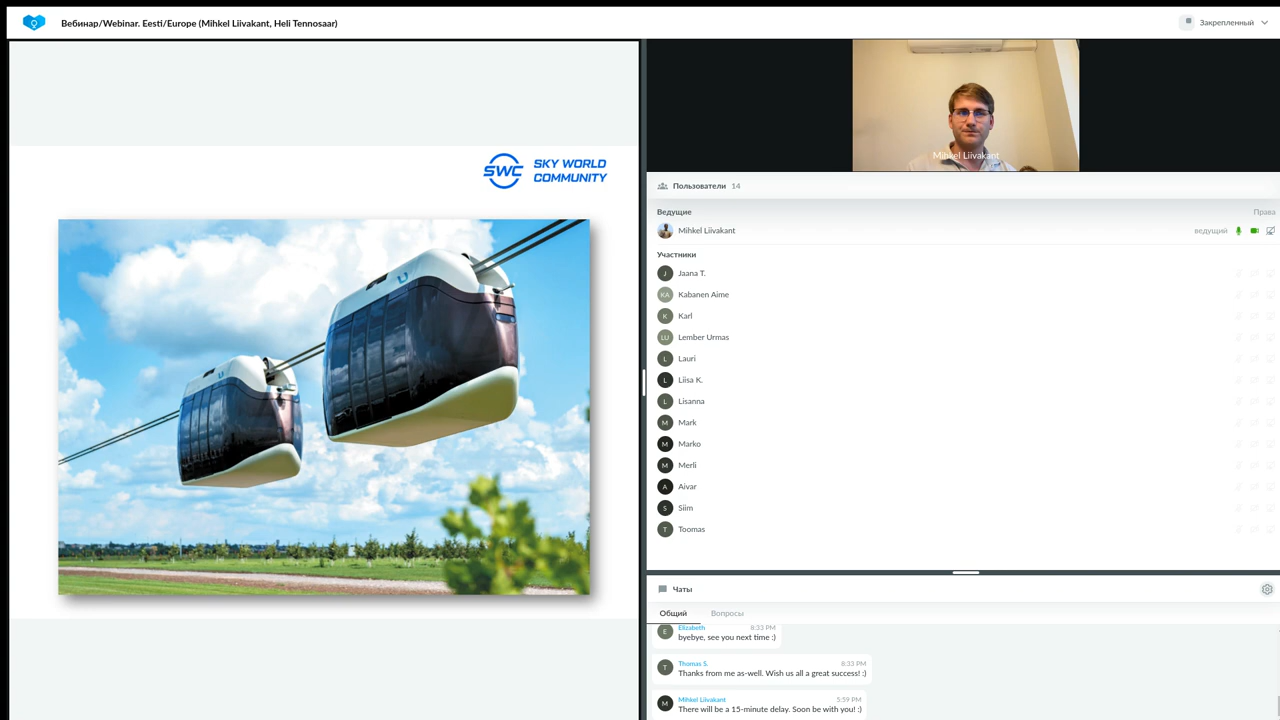 Вебинар/Webinar. Eesti/Europe (Mihkel Liivakant, Heli Tennosaar)
Закрепленный
SWC SKY WORLD
COMMUNITY
Mihkel Liivakant
Пользователи 14
Ведущие Права
Mihkel Liivakant ведущий
Участники
J Jaana T.
KA Kabanen Aime
K Karl
LU Lember Urmas
L Lauri
L Liisa K.
L Lisanna
M Mark
M Marko
M Merli
A Aivar
S Siim
T Toomas
Чаты
Общий Вопросы
E Elizabeth 8:33 PM
byebye, see you next time :)
T Thomas S. 8:33 PM
Thanks from me as-well. Wish us all a great success! :)
M Mihkel Liivakant 5:59 PM
There will be a 15-minute delay. Soon be with you! :)